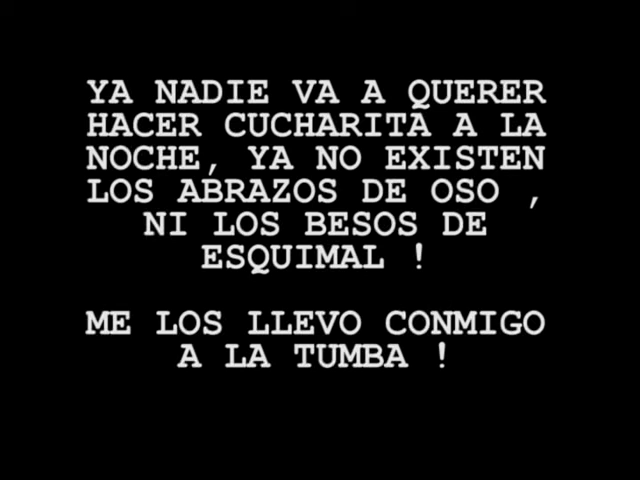 YA NADIE VA A QUERER
HACER CUCHARITA A LA
NOCHE, YA NO EXISTEN
LOS ABRAZOS DE OSO ,
NI LOS BESOS DE
ESQUIMAL !
ME LOS LLEVO CONMIGO
A LA TUMBA !